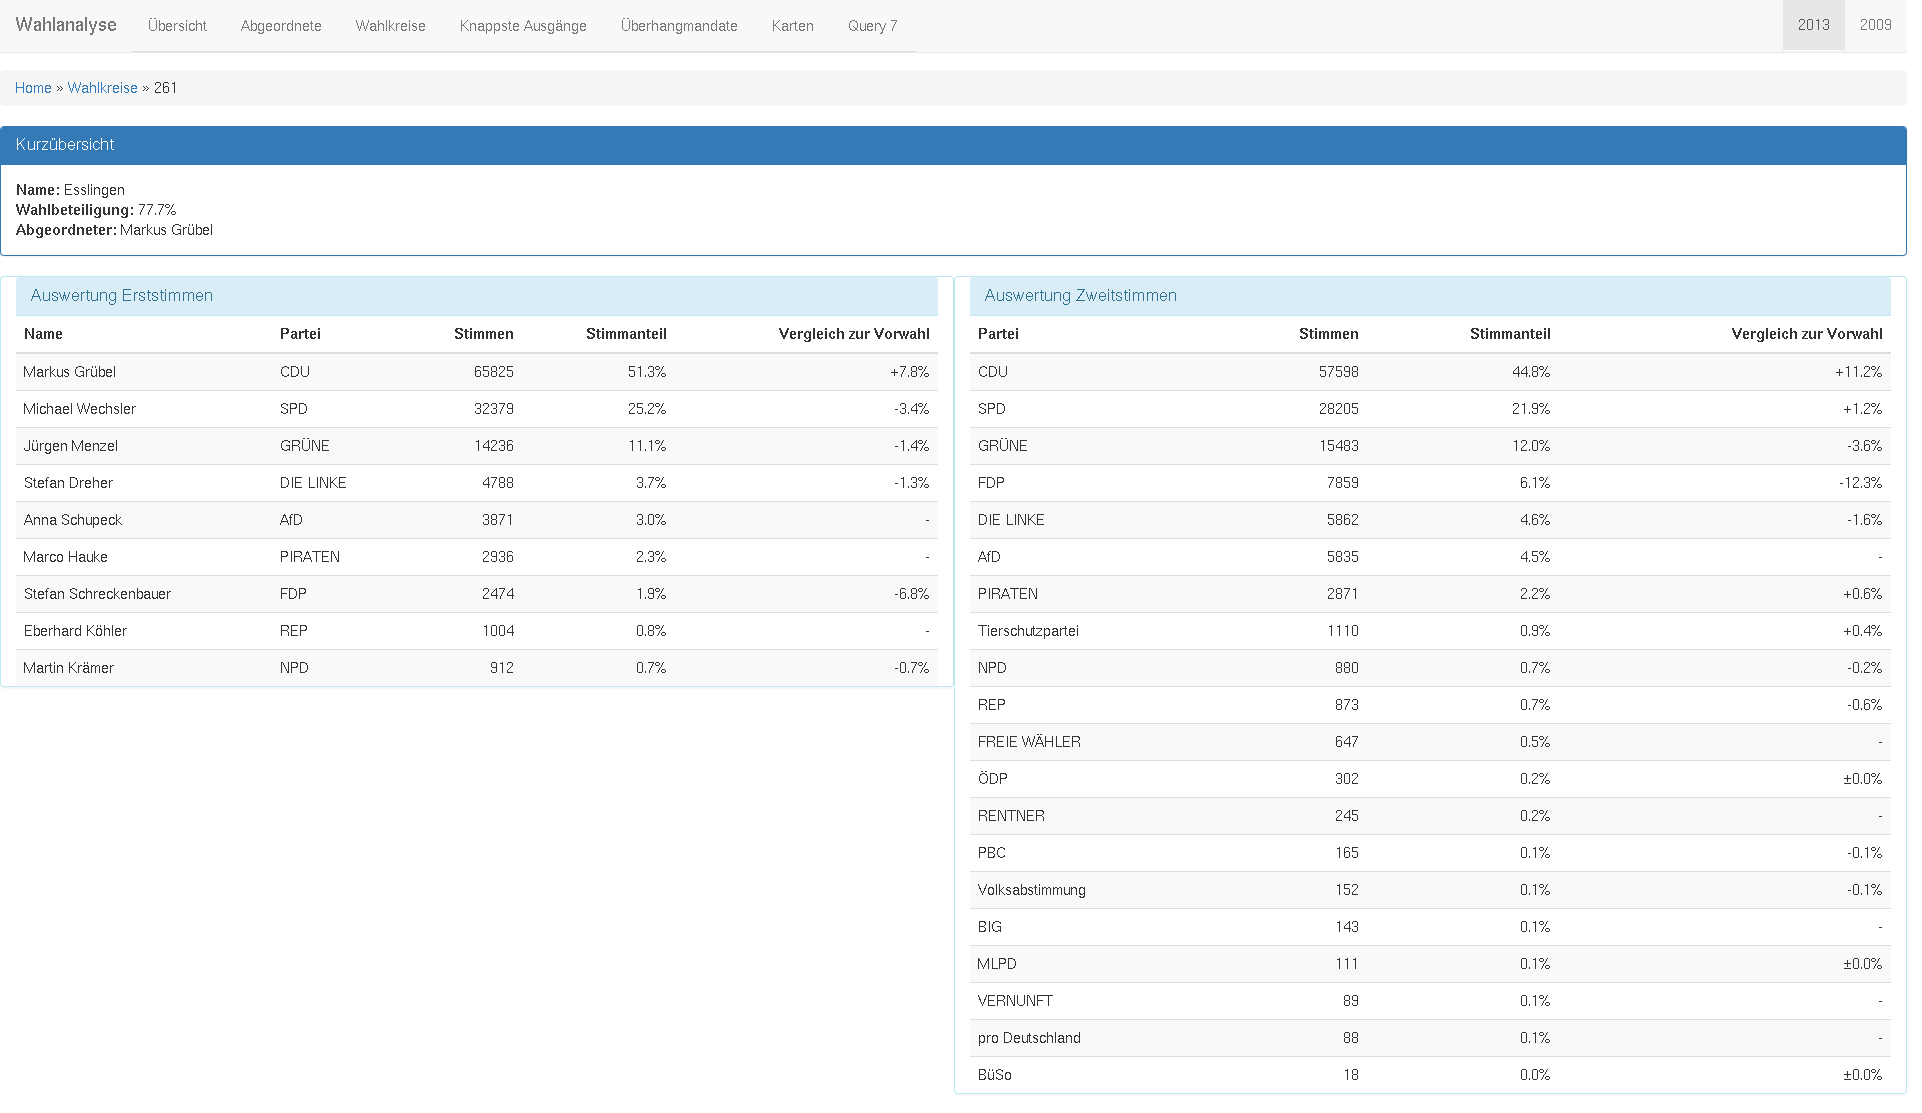 Wahlanalyse Übersicht Abgeordnete Wahlkreise Knappste Ausgänge Überhangmandate Karten Query 7 2013 2009
Home » Wahlkreise » 261
Kurzübersicht
Name: Esslingen
Wahlbeteiligung: 77.7%
Abgeordneter: Markus Grübel
Auswertung Erststimmen
Name Partei Stimmen Stimmanteil Vergleich zur Vorwahl
Markus Grübel CDU 65825 51.3% +7.8%
Michael Wechsler SPD 32379 25.2% -3.4%
Jürgen Menzel GRÜNE 14236 11.1% -1.4%
Stefan Dreher DIE LINKE 4788 3.7% -1.3%
Anna Schupeck AfD 3871 3.0% -
Marco Hauke PIRATEN 2936 2.3% -
Stefan Schreckenbauer FDP 2474 1.9% -6.8%
Eberhard Köhler REP 1004 0.8% -
Martin Krämer NPD 912 0.7% -0.7%
Auswertung Zweitstimmen
Partei Stimmen Stimmanteil Vergleich zur Vorwahl
CDU 57598 44.8% +11.2%
SPD 28205 21.9% +1.2%
GRÜNE 15483 12.0% -3.6%
FDP 7859 6.1% -12.3%
DIE LINKE 5862 4.6% -1.6%
AfD 5835 4.5% -
PIRATEN 2871 2.2% +0.6%
Tierschutzpartei 1110 0.9% +0.4%
NPD 880 0.7% -0.2%
REP 873 0.7% -0.6%
FREIE WÄHLER 647 0.5% -
ÖDP 302 0.2% ±0.0%
RENTNER 245 0.2% -
PBC 165 0.1% -0.1%
Volksabstimmung 152 0.1% -0.1%
BIG 143 0.1% -
MLPD 111 0.1% ±0.0%
VERNUNFT 89 0.1% -
pro Deutschland 88 0.1% -
BüSo 18 0.0% ±0.0%